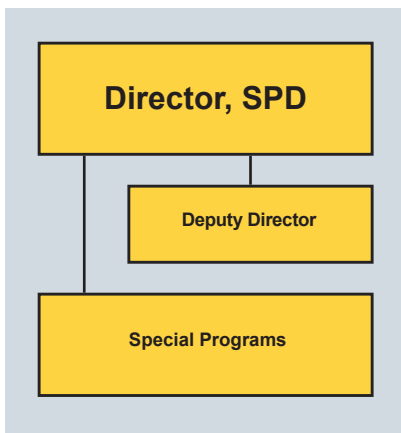 Director, SPD
Deputy Director
Special Programs